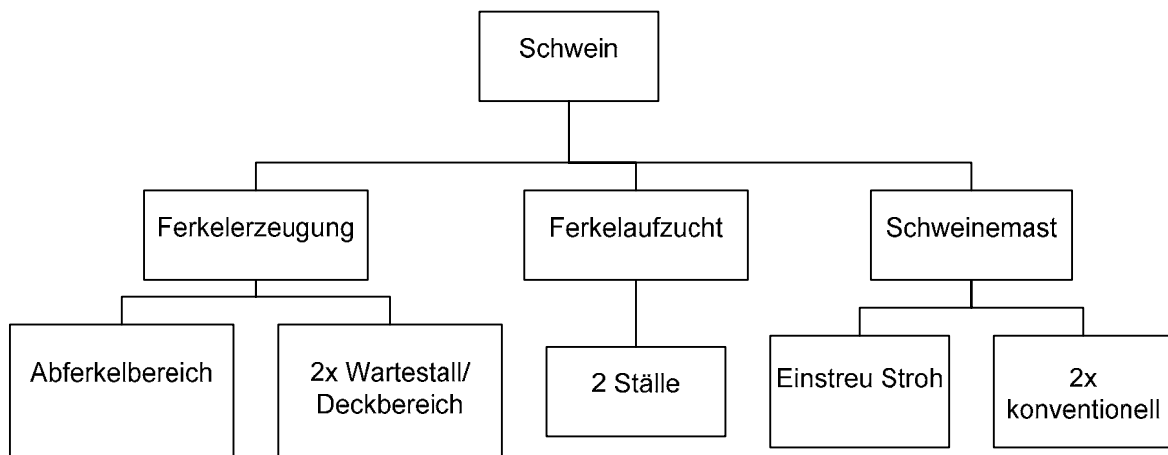 Schwein
Ferkelerzeugung
Ferkelaufzucht
Schweinemast
Abferkelbereich
2x Wartestall/
Deckbereich
2 Ställe
Einstreu Stroh
2x
konventionell